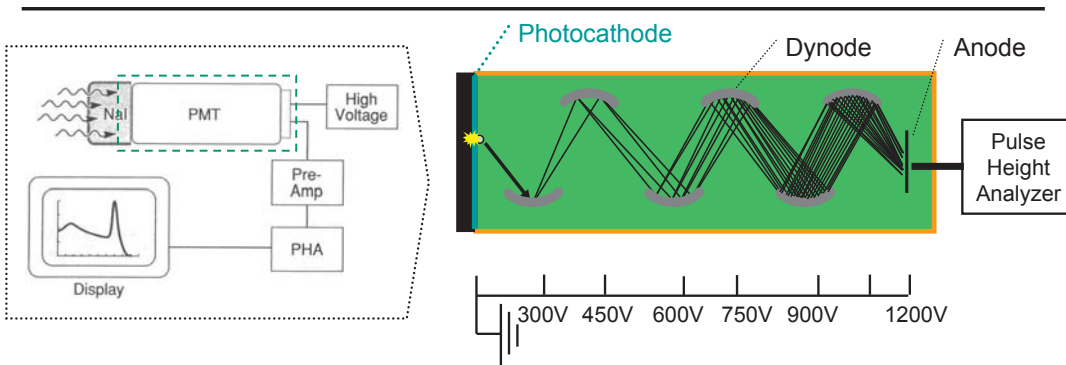 Photocathode
Dynode
Anode
NaI
PMT
High
Voltage
Pre-
Amp
PHA
Display
Pulse
Height
Analyzer
300V 450V 600V 750V 900V 1200V